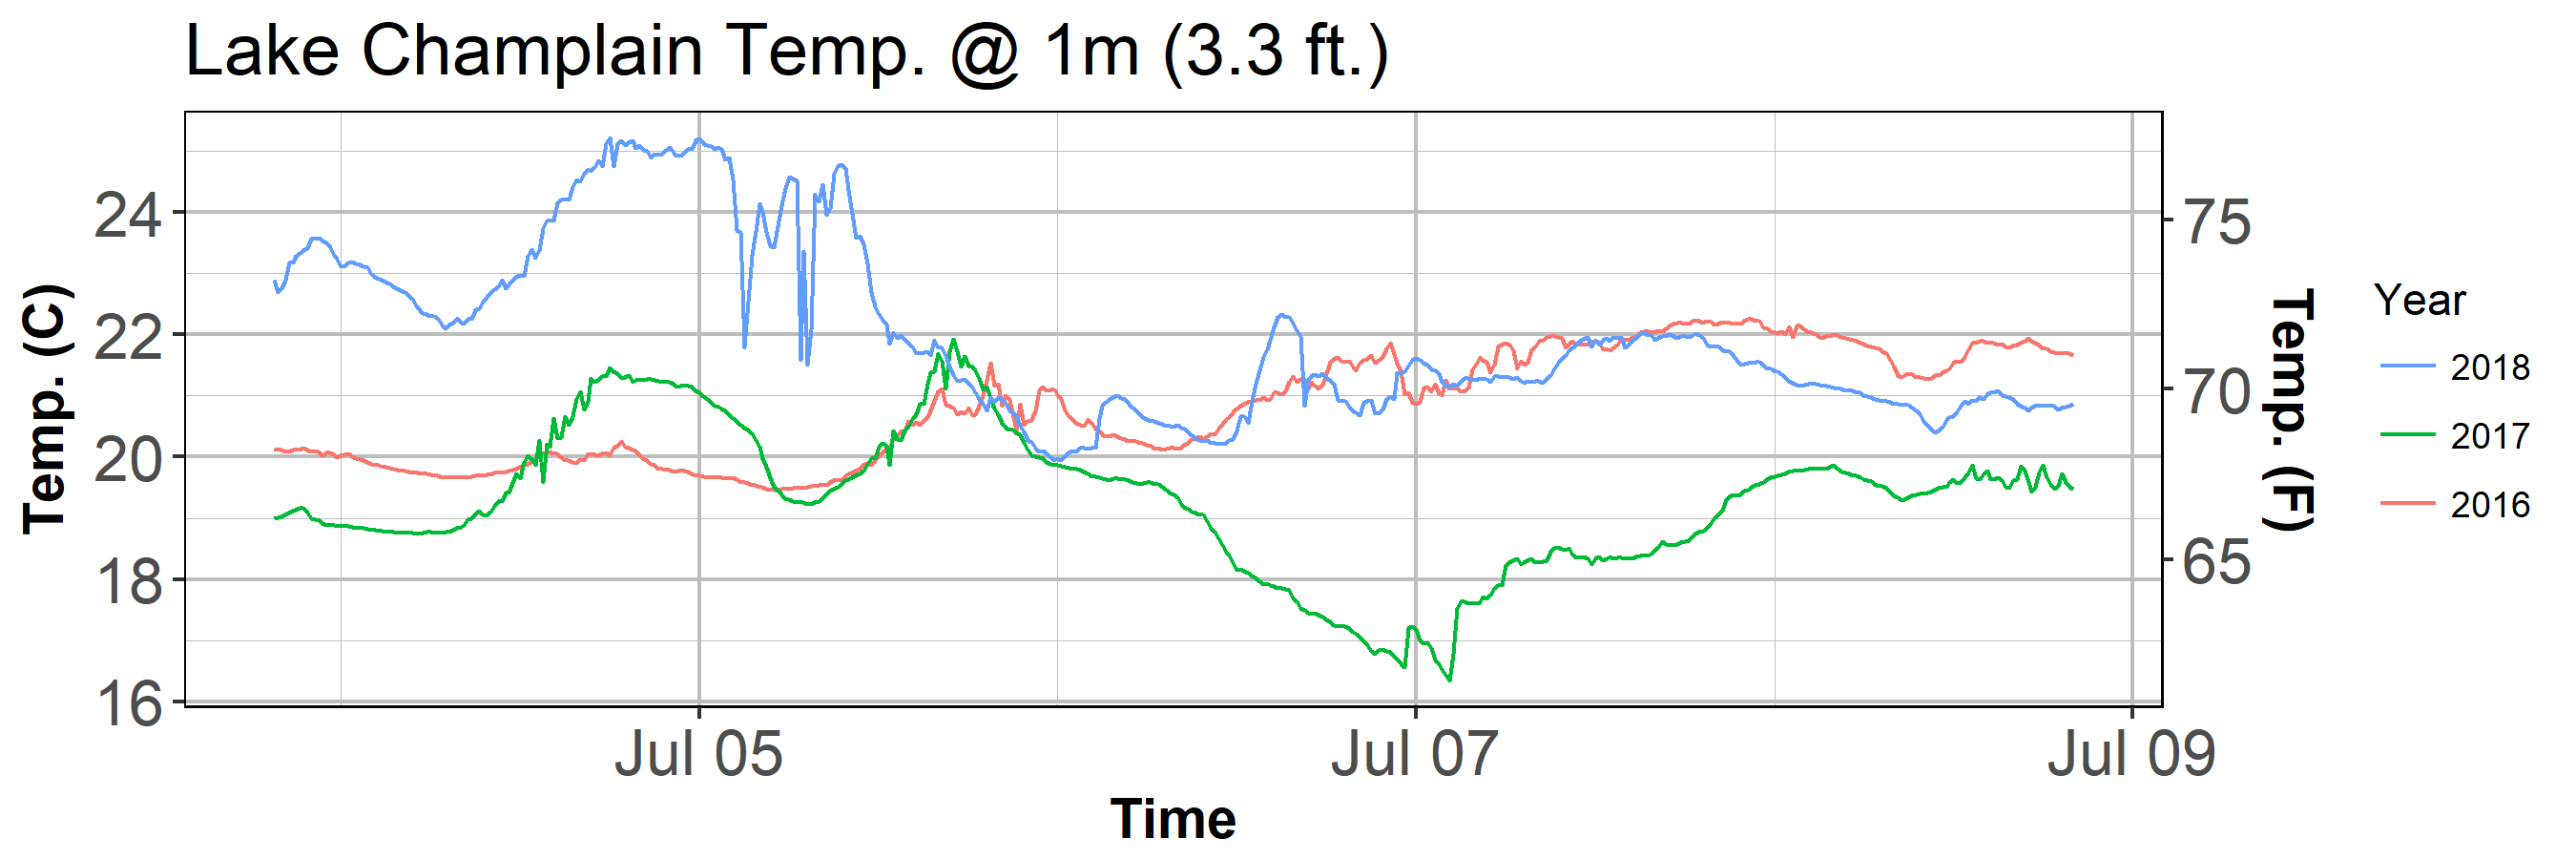 Lake Champlain Temp. @ 1m (3.3 ft.)
Temp. (C)
24
22
20
18
16
75
70
65
Temp. (F)
Jul 05
Jul 07
Jul 09
Time
Year
2018
2017
2016